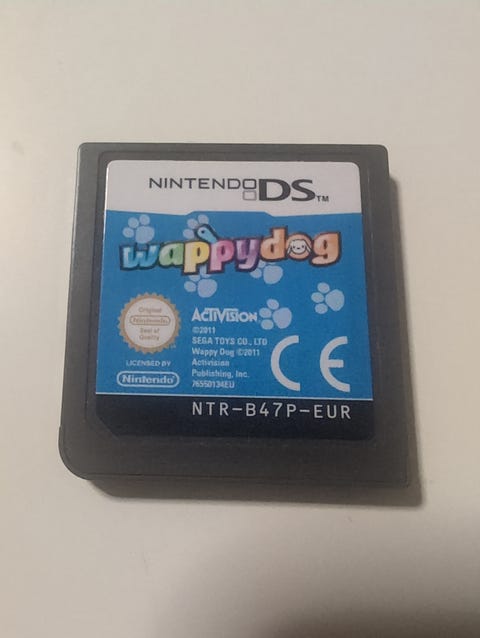 NINTENDO DS™
wappydog
ACTIVISION
©2011
SEGA TOYS CO., LTD
Wappy Dog ©2011
Activision
Publishing, Inc.
76550134EU
Original
Nintendo
Seal of
Quality
LICENSED BY
Nintendo
CE
NTR-B47P-EUR